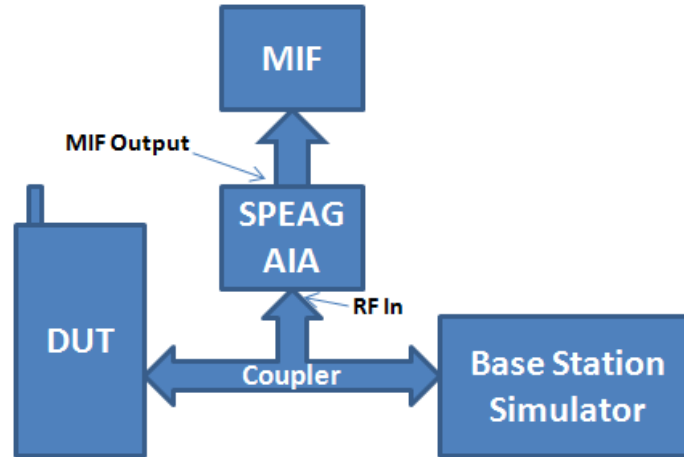 MIF
MIF Output
SPEAG
AIA
RF In
DUT
Coupler
Base Station
Simulator